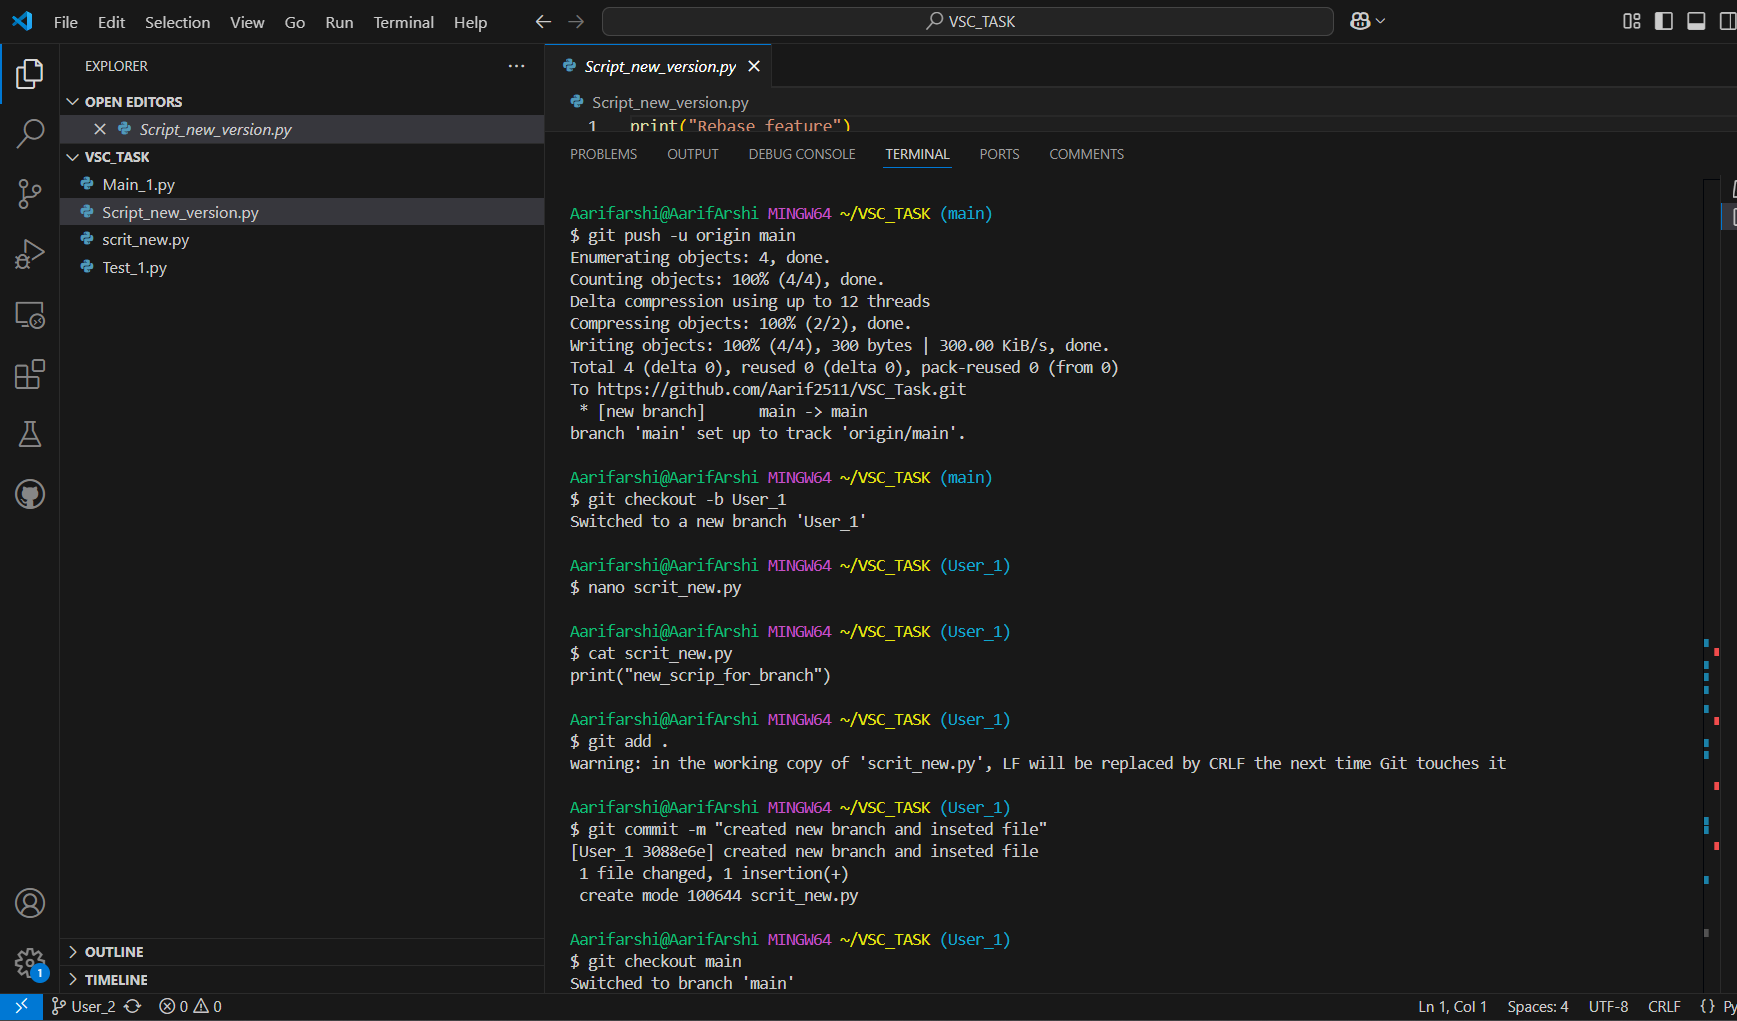 File Edit Selection View Go Run Terminal Help
VSC_TASK
EXPLORER
OPEN EDITORS
Script_new_version.py
VSC_TASK
Main_1.py
Script_new_version.py
scrit_new.py
Test_1.py
OUTLINE
TIMELINE
Script_new_version.py
Script_new_version.py
1 print("Rebase feature")
PROBLEMS OUTPUT DEBUG CONSOLE TERMINAL PORTS COMMENTS
Aarifarshi@AarifArshi MINGW64 ~/VSC_TASK (main)
$ git push -u origin main
Enumerating objects: 4, done.
Counting objects: 100% (4/4), done.
Delta compression using up to 12 threads
Compressing objects: 100% (2/2), done.
Writing objects: 100% (4/4), 300 bytes | 300.00 KiB/s, done.
Total 4 (delta 0), reused 0 (delta 0), pack-reused 0 (from 0)
To https://github.com/Aarif2511/VSC_Task.git
* [new branch] main -> main
branch 'main' set up to track 'origin/main'.
Aarifarshi@AarifArshi MINGW64 ~/VSC_TASK (main)
$ git checkout -b User_1
Switched to a new branch 'User_1'
Aarifarshi@AarifArshi MINGW64 ~/VSC_TASK (User_1)
$ nano scrit_new.py
Aarifarshi@AarifArshi MINGW64 ~/VSC_TASK (User_1)
$ cat scrit_new.py
print("new_scrip_for_branch")
Aarifarshi@AarifArshi MINGW64 ~/VSC_TASK (User_1)
$ git add .
warning: in the working copy of 'scrit_new.py', LF will be replaced by CRLF the next time Git touches it
Aarifarshi@AarifArshi MINGW64 ~/VSC_TASK (User_1)
$ git commit -m "created new branch and inseted file"
[User_1 3088e6e] created new branch and inseted file
1 file changed, 1 insertion(+)
create mode 100644 scrit_new.py
Aarifarshi@AarifArshi MINGW64 ~/VSC_TASK (User_1)
$ git checkout main
Switched to branch 'main'
1
User_2 0 0 Ln 1, Col 1 Spaces: 4 UTF-8 CRLF {} Py